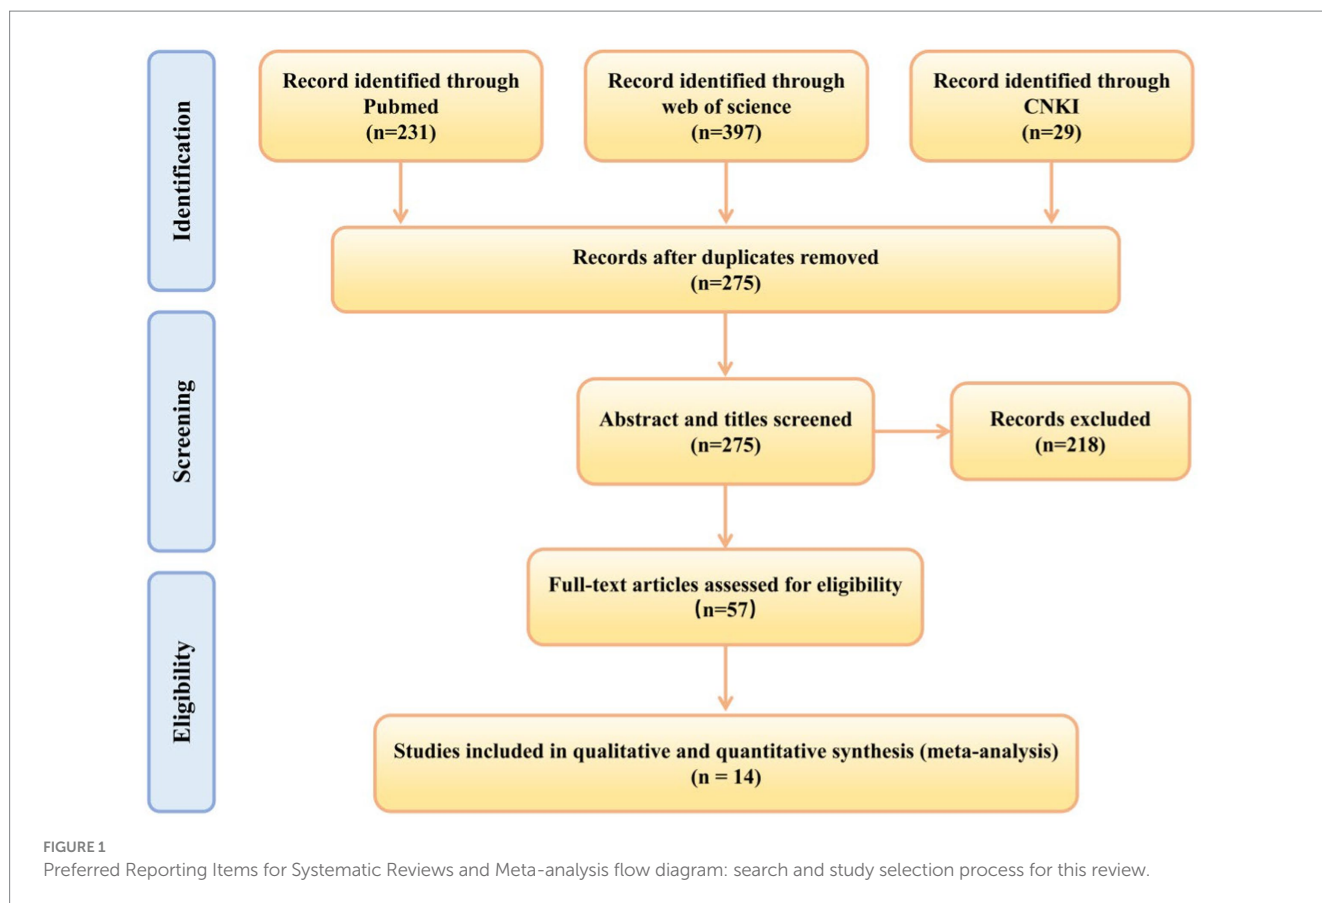 Identification
Record identified through
Pubmed
(n=231)
Record identified through
web of science
(n=397)
Record identified through
CNKI
(n=29)
Records after duplicates removed
(n=275)
Screening
Abstract and titles screened
(n=275)
Records excluded
(n=218)
Full-text articles assessed for eligibility
(n=57)
Eligibility
Studies included in qualitative and quantitative synthesis (meta-analysis)
(n = 14)
FIGURE 1
Preferred Reporting Items for Systematic Reviews and Meta-analysis flow diagram: search and study selection process for this review.